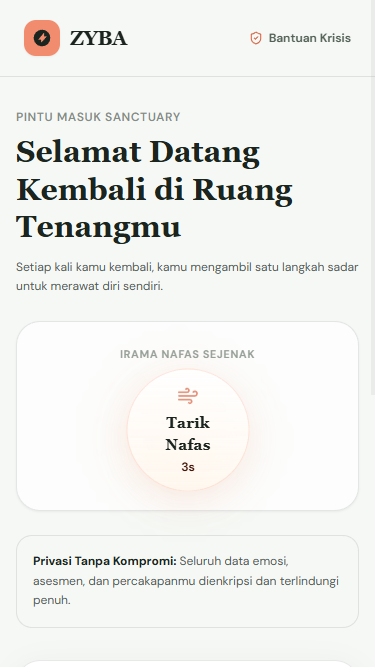 ZYBA
Bantuan Krisis
PINTU MASUK SANCTUARY
Selamat Datang
Kembali di Ruang
Tenangmu
Setiap kali kamu kembali, kamu mengambil satu langkah sadar
untuk merawat diri sendiri.
IRAMA NAFAS SEJENAK
Tarik
Nafas
3s
Privasi Tanpa Kompromi: Seluruh data emosi,
asesmen, dan percakapanmu dienkripsi dan terlindungi
penuh.